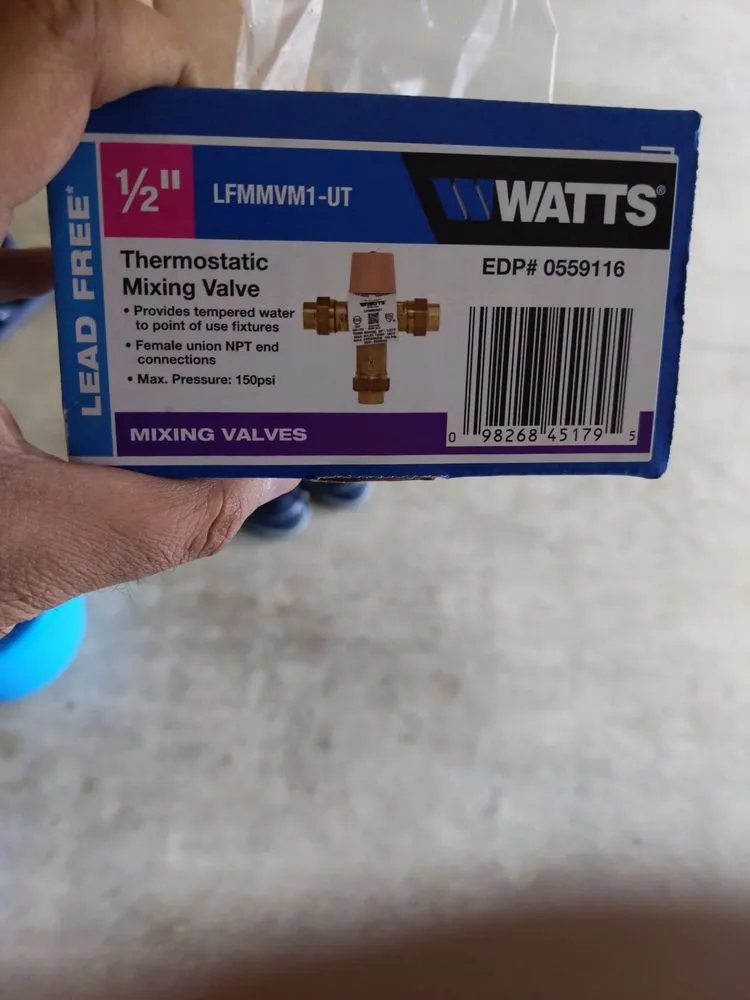 LEAD FREE*
1/2"
LFMMVM1-UT
WATTS®
Thermostatic
Mixing Valve
• Provides tempered water
to point of use fixtures
• Female union NPT end
connections
• Max. Pressure: 150psi
EDP# 0559116
WATTS
MIXING VALVES
0 98268 45179 5